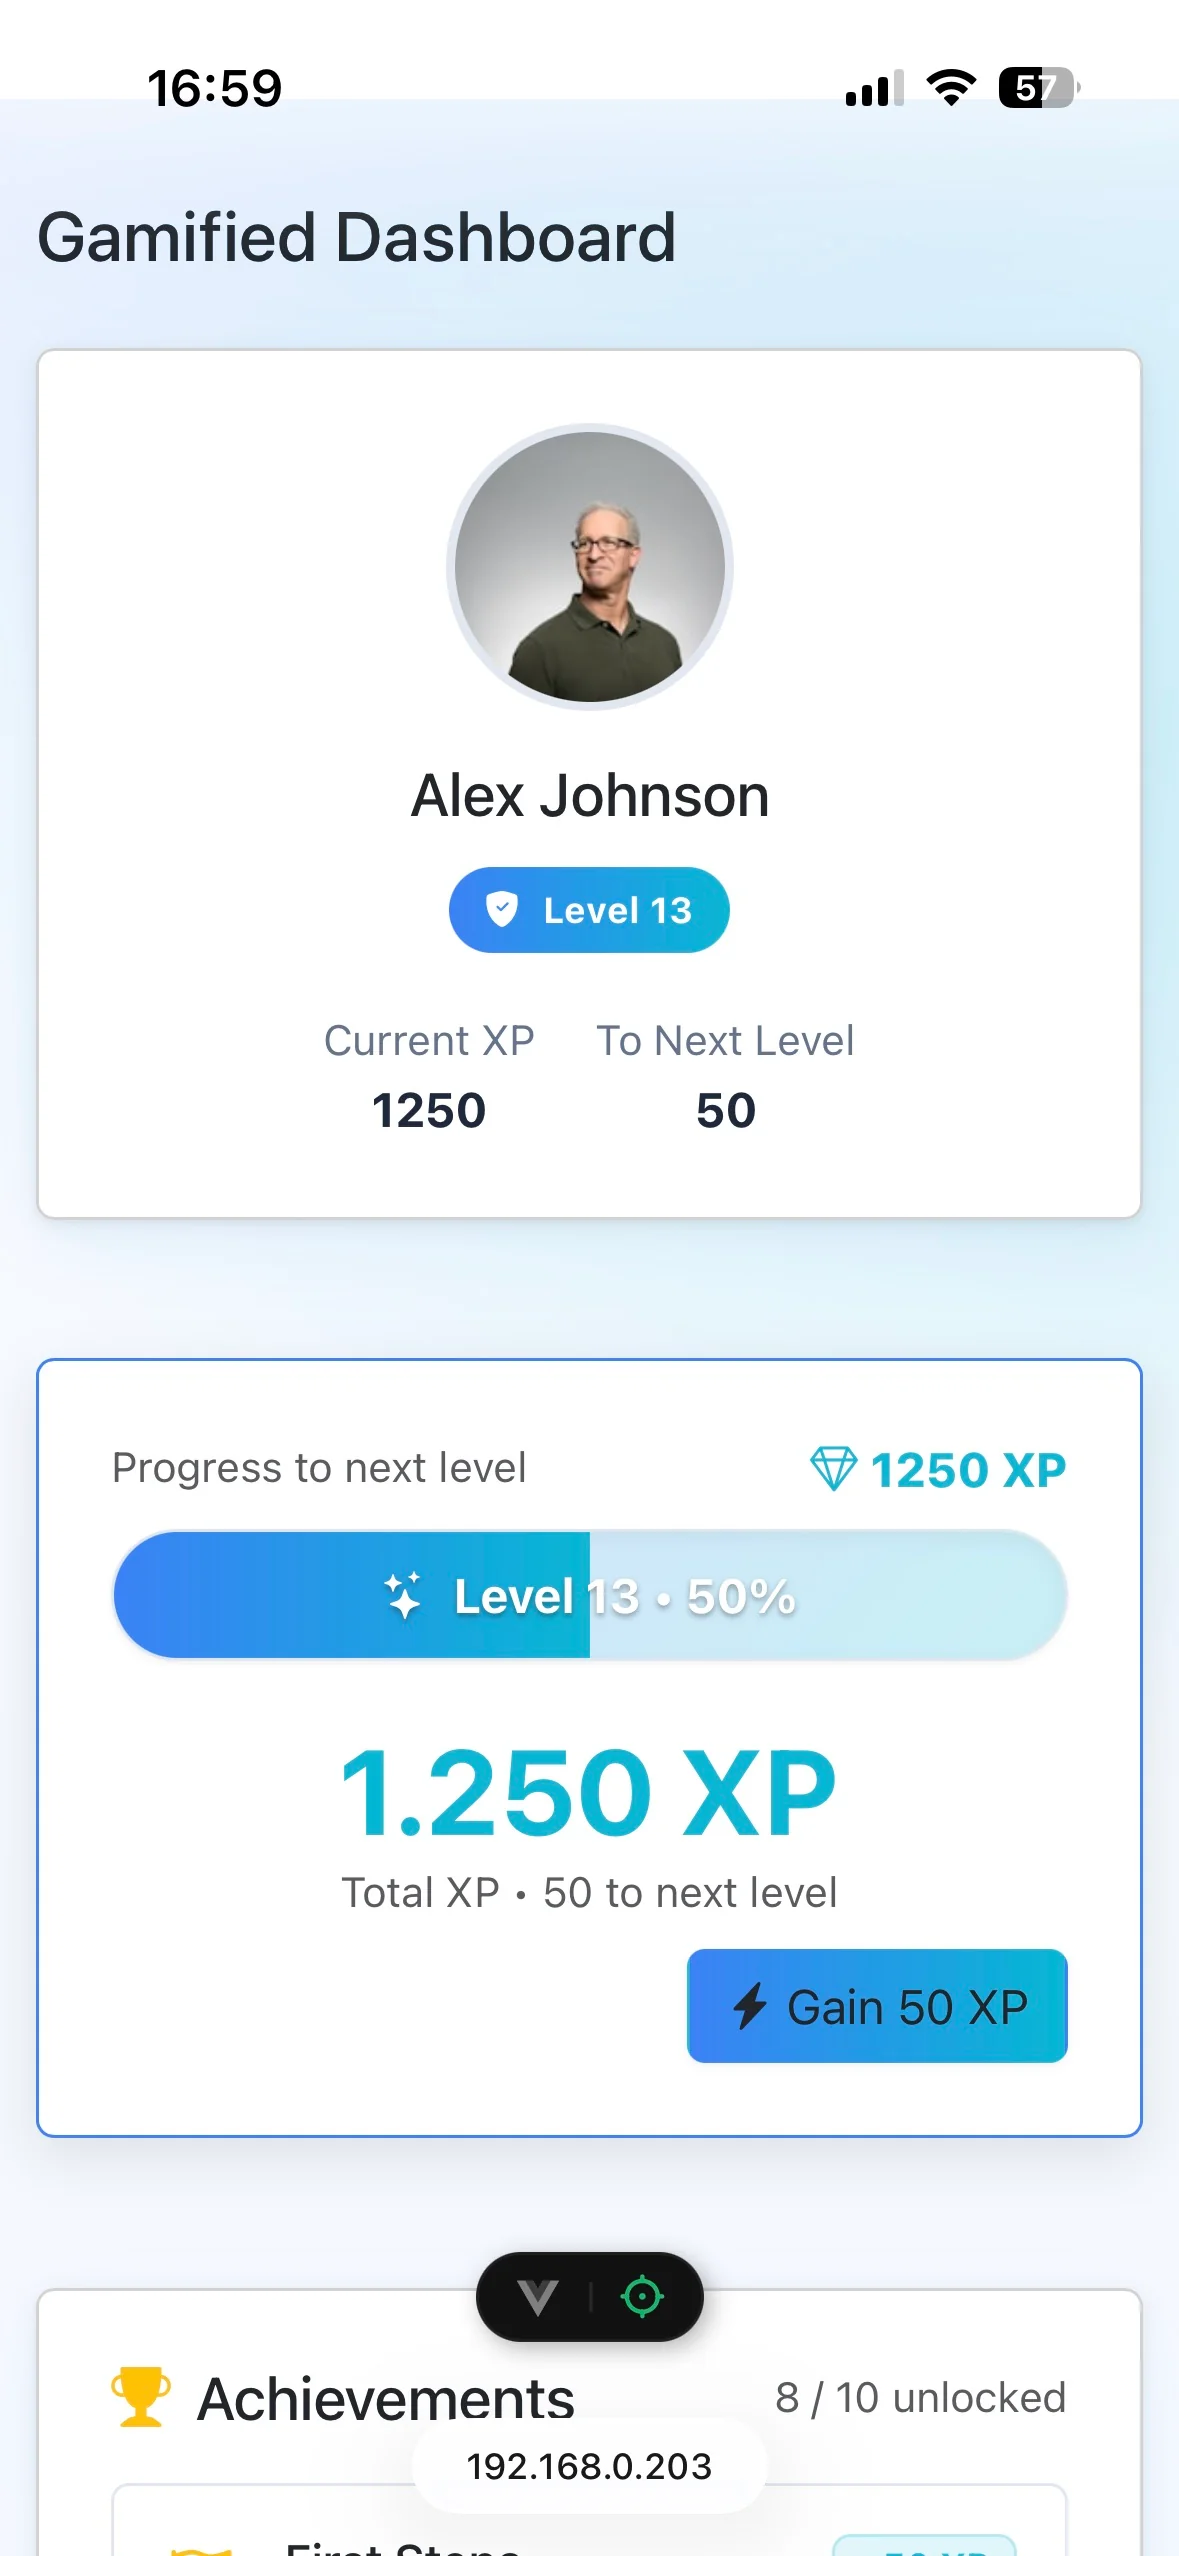 16:59
57
Gamified Dashboard
Alex Johnson
Level 13
Current XP To Next Level
1250 50
Progress to next level 1250 XP
Level 13 • 50%
1.250 XP
Total XP • 50 to next level
Gain 50 XP
Achievements 8 / 10 unlocked
192.168.0.203
First Steps